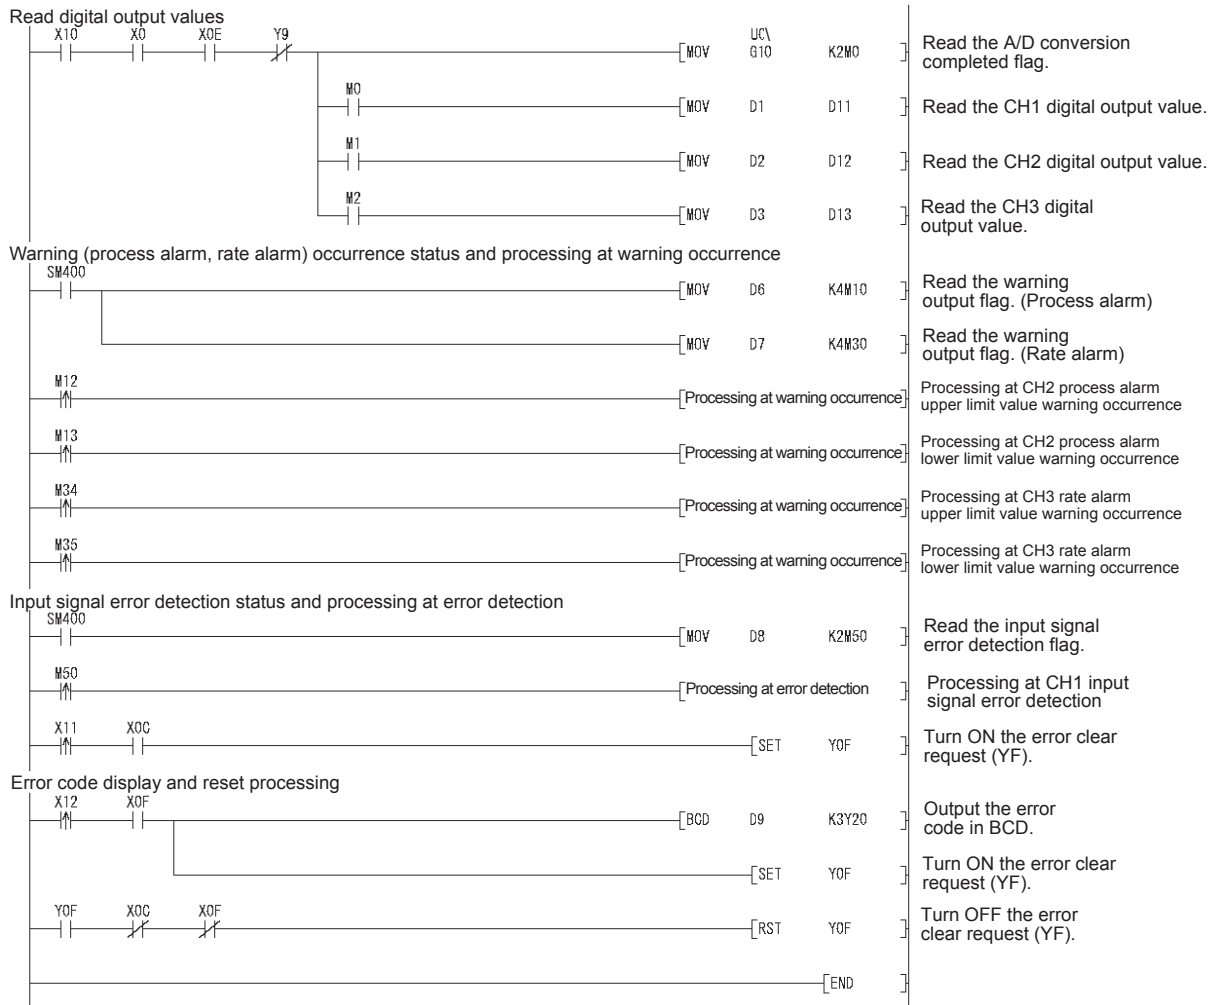 Read digital output values
X10 X0 X0E Y9
MOV U0\ G10 K2M0
Read the A/D conversion
completed flag.
M0
MOV D1 D11
Read the CH1 digital output value.
M1
MOV D2 D12
Read the CH2 digital output value.
M2
MOV D3 D13
Read the CH3 digital
output value.
Warning (process alarm, rate alarm) occurrence status and processing at warning occurrence
SM400
MOV D6 K4M10
Read the warning
output flag. (Process alarm)
MOV D7 K4M30
Read the warning
output flag. (Rate alarm)
M12
Processing at warning occurrence
Processing at CH2 process alarm
upper limit value warning occurrence
M13
Processing at warning occurrence
Processing at CH2 process alarm
lower limit value warning occurrence
M34
Processing at warning occurrence
Processing at CH3 rate alarm
upper limit value warning occurrence
M35
Processing at warning occurrence
Processing at CH3 rate alarm
lower limit value warning occurrence
Input signal error detection status and processing at error detection
SM400
MOV D8 K2M50
Read the input signal
error detection flag.
M50
Processing at error detection
Processing at CH1 input
signal error detection
X11 X0C
SET Y0F
Turn ON the error clear
request (YF).
Error code display and reset processing
X12 X0F
BCD D9 K3Y20
Output the error
code in BCD.
SET Y0F
Turn ON the error clear
request (YF).
Y0F X0C X0F
RST Y0F
Turn OFF the error
clear request (YF).
END